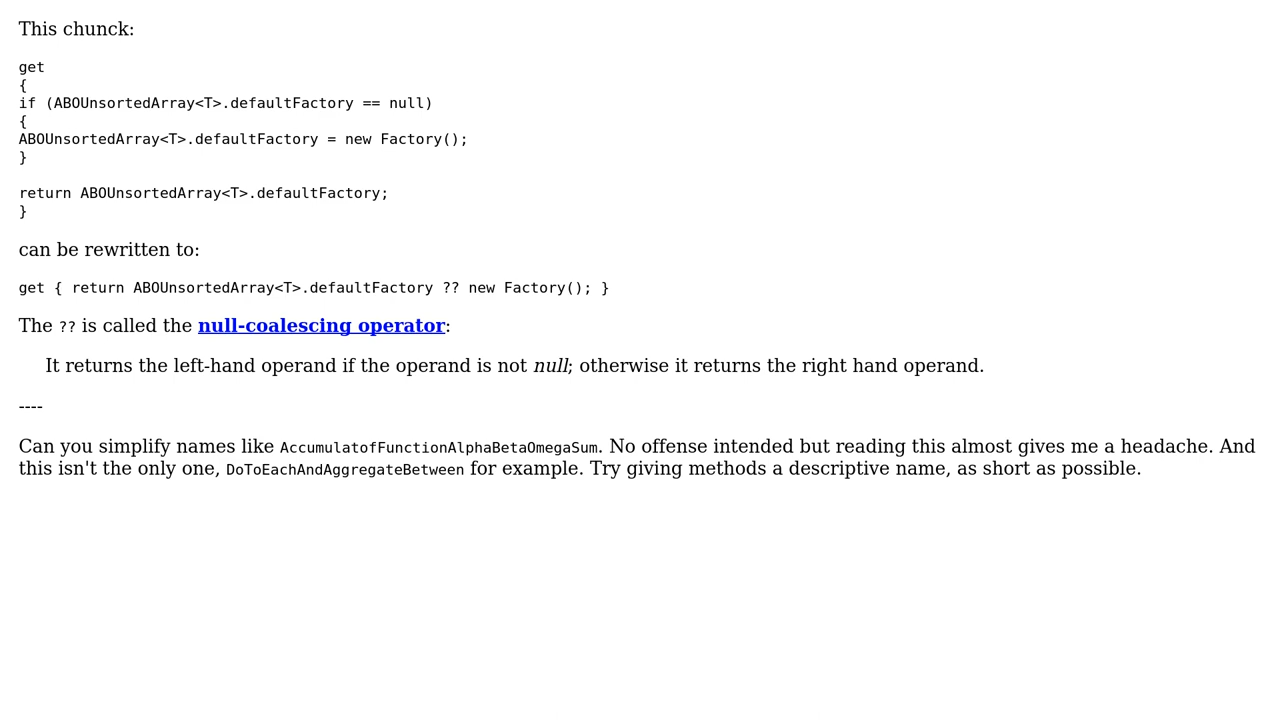 This chunck:
get
{
if (ABOUnsortedArray<T>.defaultFactory == null)
{
ABOUnsortedArray<T>.defaultFactory = new Factory();
}
return ABOUnsortedArray<T>.defaultFactory;
}
can be rewritten to:
get { return ABOUnsortedArray<T>.defaultFactory ?? new Factory(); }
The ?? is called the null-coalescing operator:
It returns the left-hand operand if the operand is not null; otherwise it returns the right hand operand.
----
Can you simplify names like AccumulatofFunctionAlphaBetaOmegaSum. No offense intended but reading this almost gives me a headache. And
this isn't the only one, DoToEachAndAggregateBetween for example. Try giving methods a descriptive name, as short as possible.